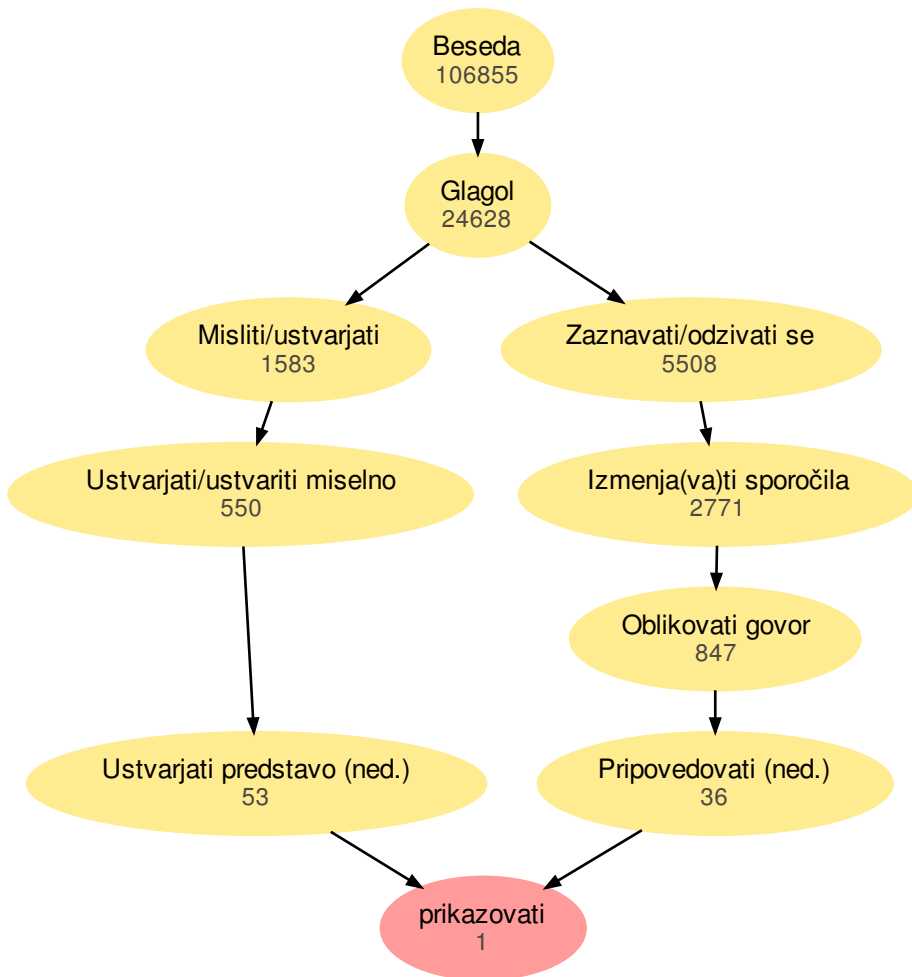 Beseda
106855
Glagol
24628
Misliti/ustvarjati
1583
Zaznavati/odzivati se
5508
Ustvarjati/ustvariti miselno
550
Izmenja(va)ti sporočila
2771
Oblikovati govor
847
Ustvarjati predstavo (ned.)
53
Pripovedovati (ned.)
36
prikazovati
1